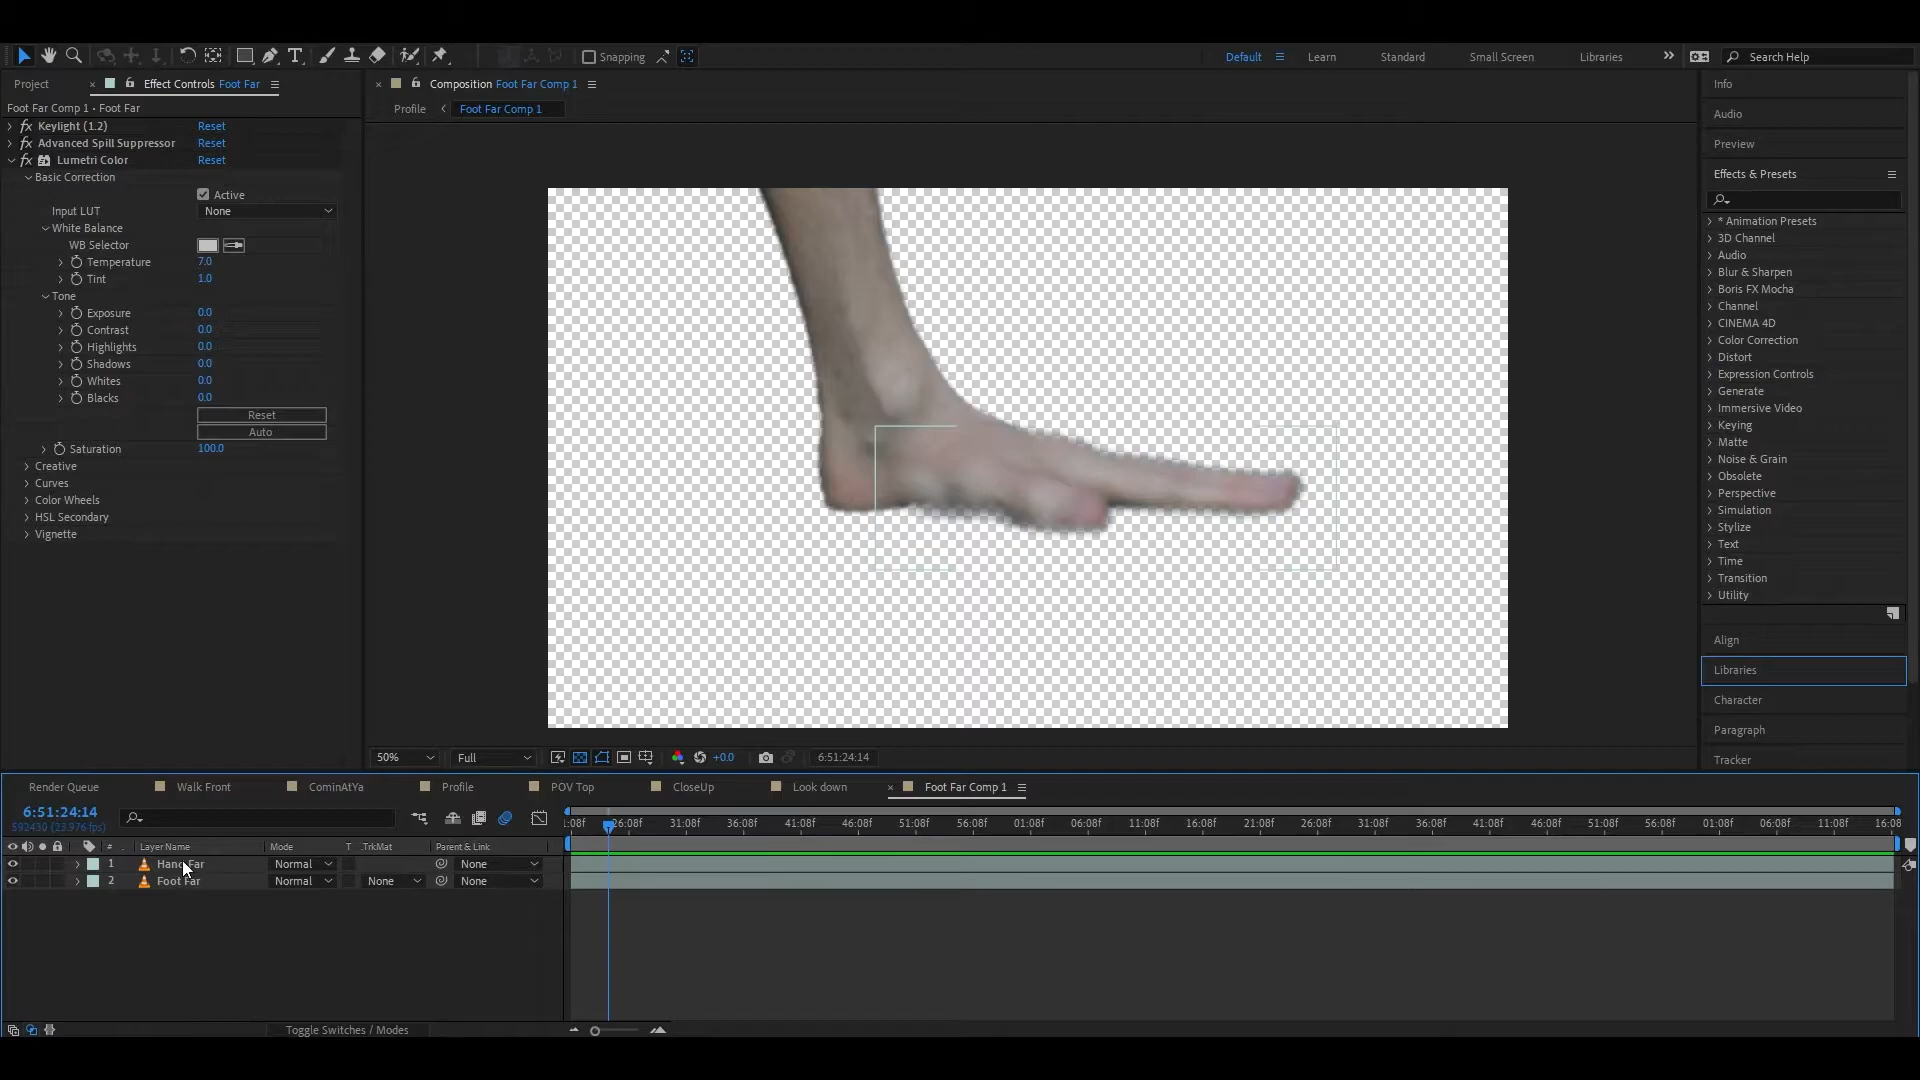 Snapping
Default
Learn
Standard
Small Screen
Libraries
Search Help
Project
Effect Controls Foot Far
Composition Foot Far Comp 1
Foot Far Comp 1 • Foot Far
Profile
Foot Far Comp 1
fx Keylight (1.2) Reset
fx Advanced Spill Suppressor Reset
fx Lumetri Color Reset
Basic Correction
Active
Input LUT None
White Balance
WB Selector
Temperature 7.0
Tint 1.0
Tone
Exposure 0.0
Contrast 0.0
Highlights 0.0
Shadows 0.0
Whites 0.0
Blacks 0.0
Reset
Auto
Saturation 100.0
Creative
Curves
Color Wheels
HSL Secondary
Vignette
50%
Full
+0.0
6:51:24:14
Info
Audio
Preview
Effects & Presets
* Animation Presets
3D Channel
Audio
Blur & Sharpen
Boris FX Mocha
Channel
CINEMA 4D
Color Correction
Distort
Expression Controls
Generate
Immersive Video
Keying
Matte
Noise & Grain
Obsolete
Perspective
Simulation
Stylize
Text
Time
Transition
Utility
Align
Libraries
Character
Paragraph
Tracker
Render Queue
Walk Front
CominAtYa
Profile
POV Top
CloseUp
Look down
Foot Far Comp 1
6:51:24:14
592430 (23.976 fps)
:08f 26:08f 31:08f 36:08f 41:08f 46:08f 51:08f 56:08f 01:08f 06:08f 11:08f 16:08f 21:08f 26:08f 31:08f 36:08f 41:08f 46:08f 51:08f 56:08f 01:08f 06:08f 11:08f 16:08
# Layer Name Mode T .TrkMat Parent & Link
1 Hand Far Normal None
2 Foot Far Normal None None
Toggle Switches / Modes